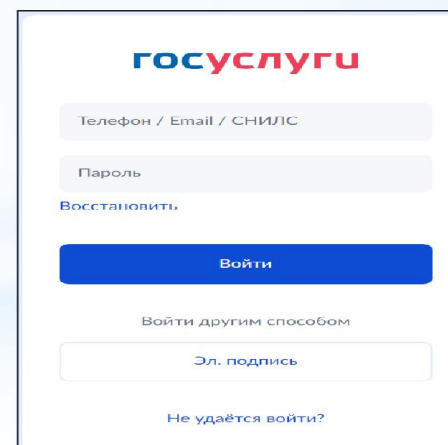 госуслуги
Телефон / Email / СНИЛС
Пароль
Восстановить
Войти
Войти другим способом
Эл. подпись
Не удаётся войти?